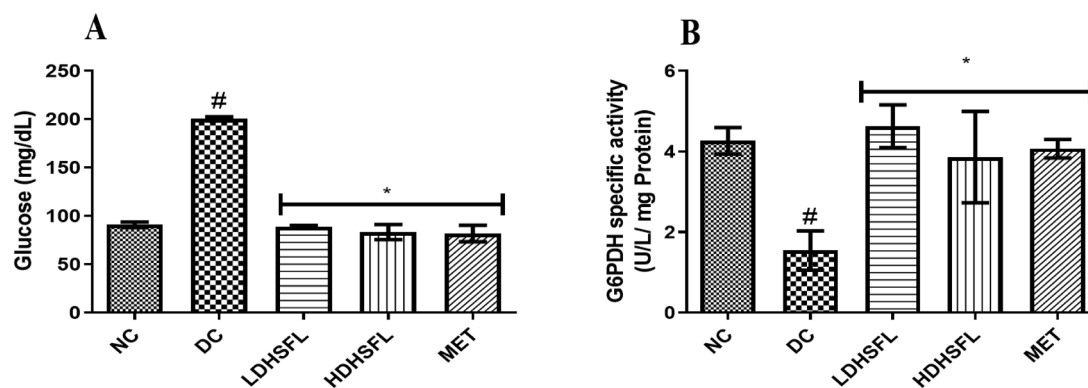 A
Glucose (mg/dL)
250
200
150
100
50
0
#
*
NC
DC
LDHSFL
HDHSFL
MET
B
G6PDH specific activity
(U/L/ mg Protein)
6
4
2
0
#
*
NC
DC
LDHSFL
HDHSFL
MET